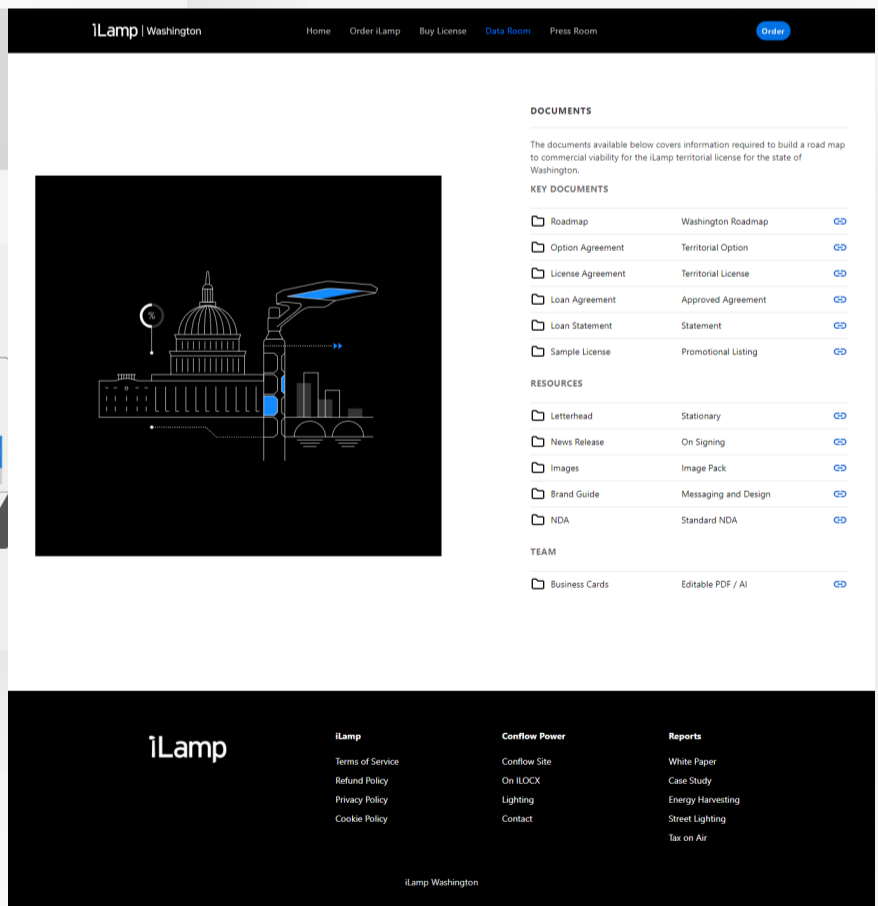 iLamp | Washington
Home Order iLamp Buy License Data Room Press Room Order
DOCUMENTS
The documents available below covers information required to build a road map
to commercial viability for the iLamp territorial license for the state of
Washington.
KEY DOCUMENTS
Roadmap Washington Roadmap
Option Agreement Territorial Option
License Agreement Territorial License
Loan Agreement Approved Agreement
Loan Statement Statement
Sample License Promotional Listing
RESOURCES
Letterhead Stationary
News Release On Signing
Images Image Pack
Brand Guide Messaging and Design
NDA Standard NDA
TEAM
Business Cards Editable PDF / AI
%
iLamp
iLamp
Terms of Service
Refund Policy
Privacy Policy
Cookie Policy
Conflow Power
Conflow Site
On ILOCX
Lighting
Contact
Reports
White Paper
Case Study
Energy Harvesting
Street Lighting
Tax on Air
iLamp Washington